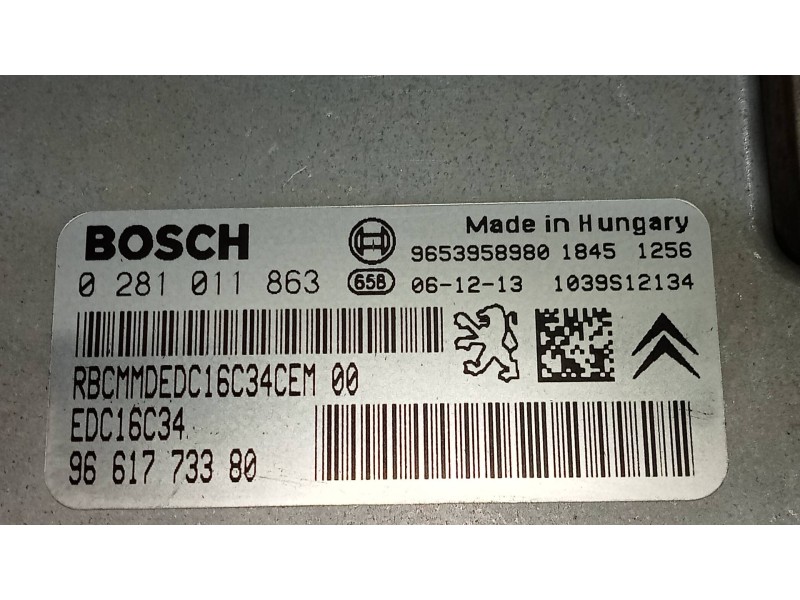 BOSCH
Made in Hungary
9653958980 1845 1256
0 281 011 863
65B
06-12-13 1039S12134
RBCMMDEDC16C34CEM 00
EDC16C34
96 617 733 80